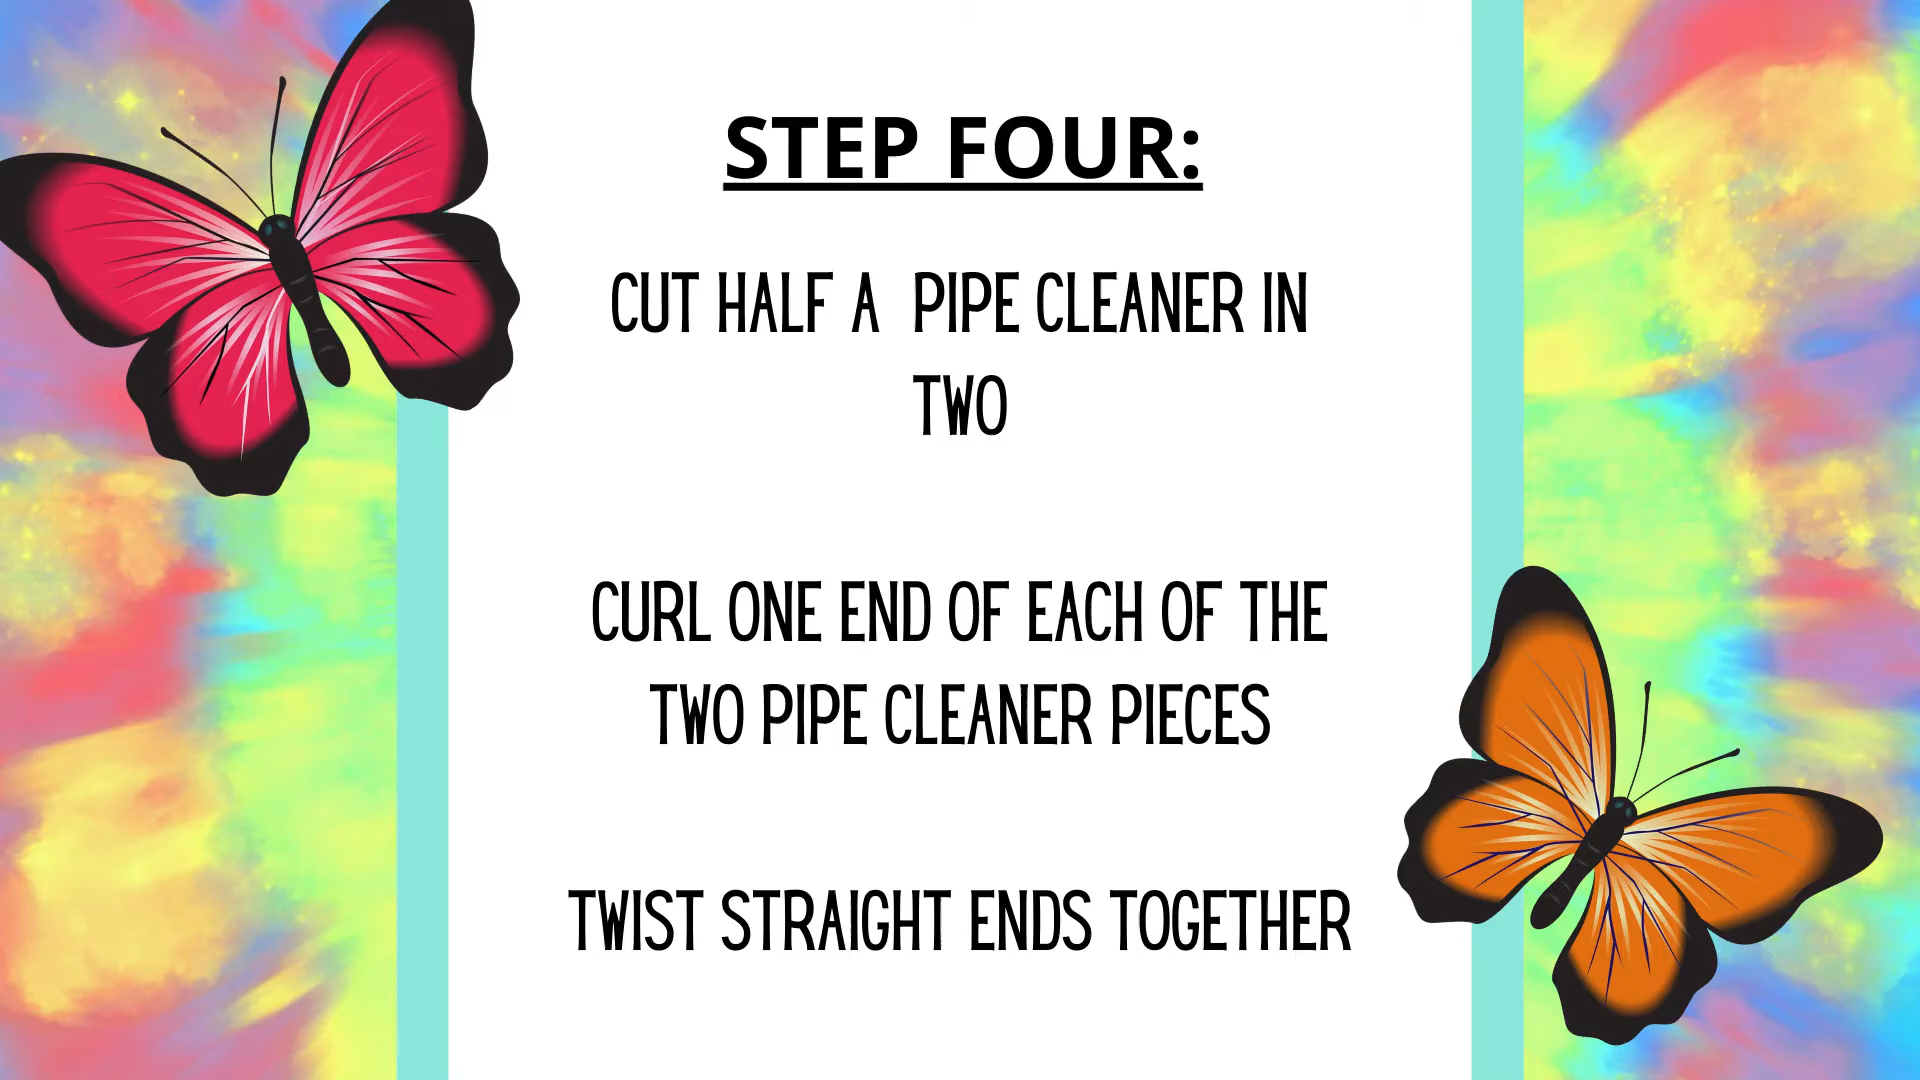 STEP FOUR:
CUT HALF A  PIPE CLEANER IN
TWO
CURL ONE END OF EACH OF THE
TWO PIPE CLEANER PIECES
TWIST STRAIGHT ENDS TOGETHER